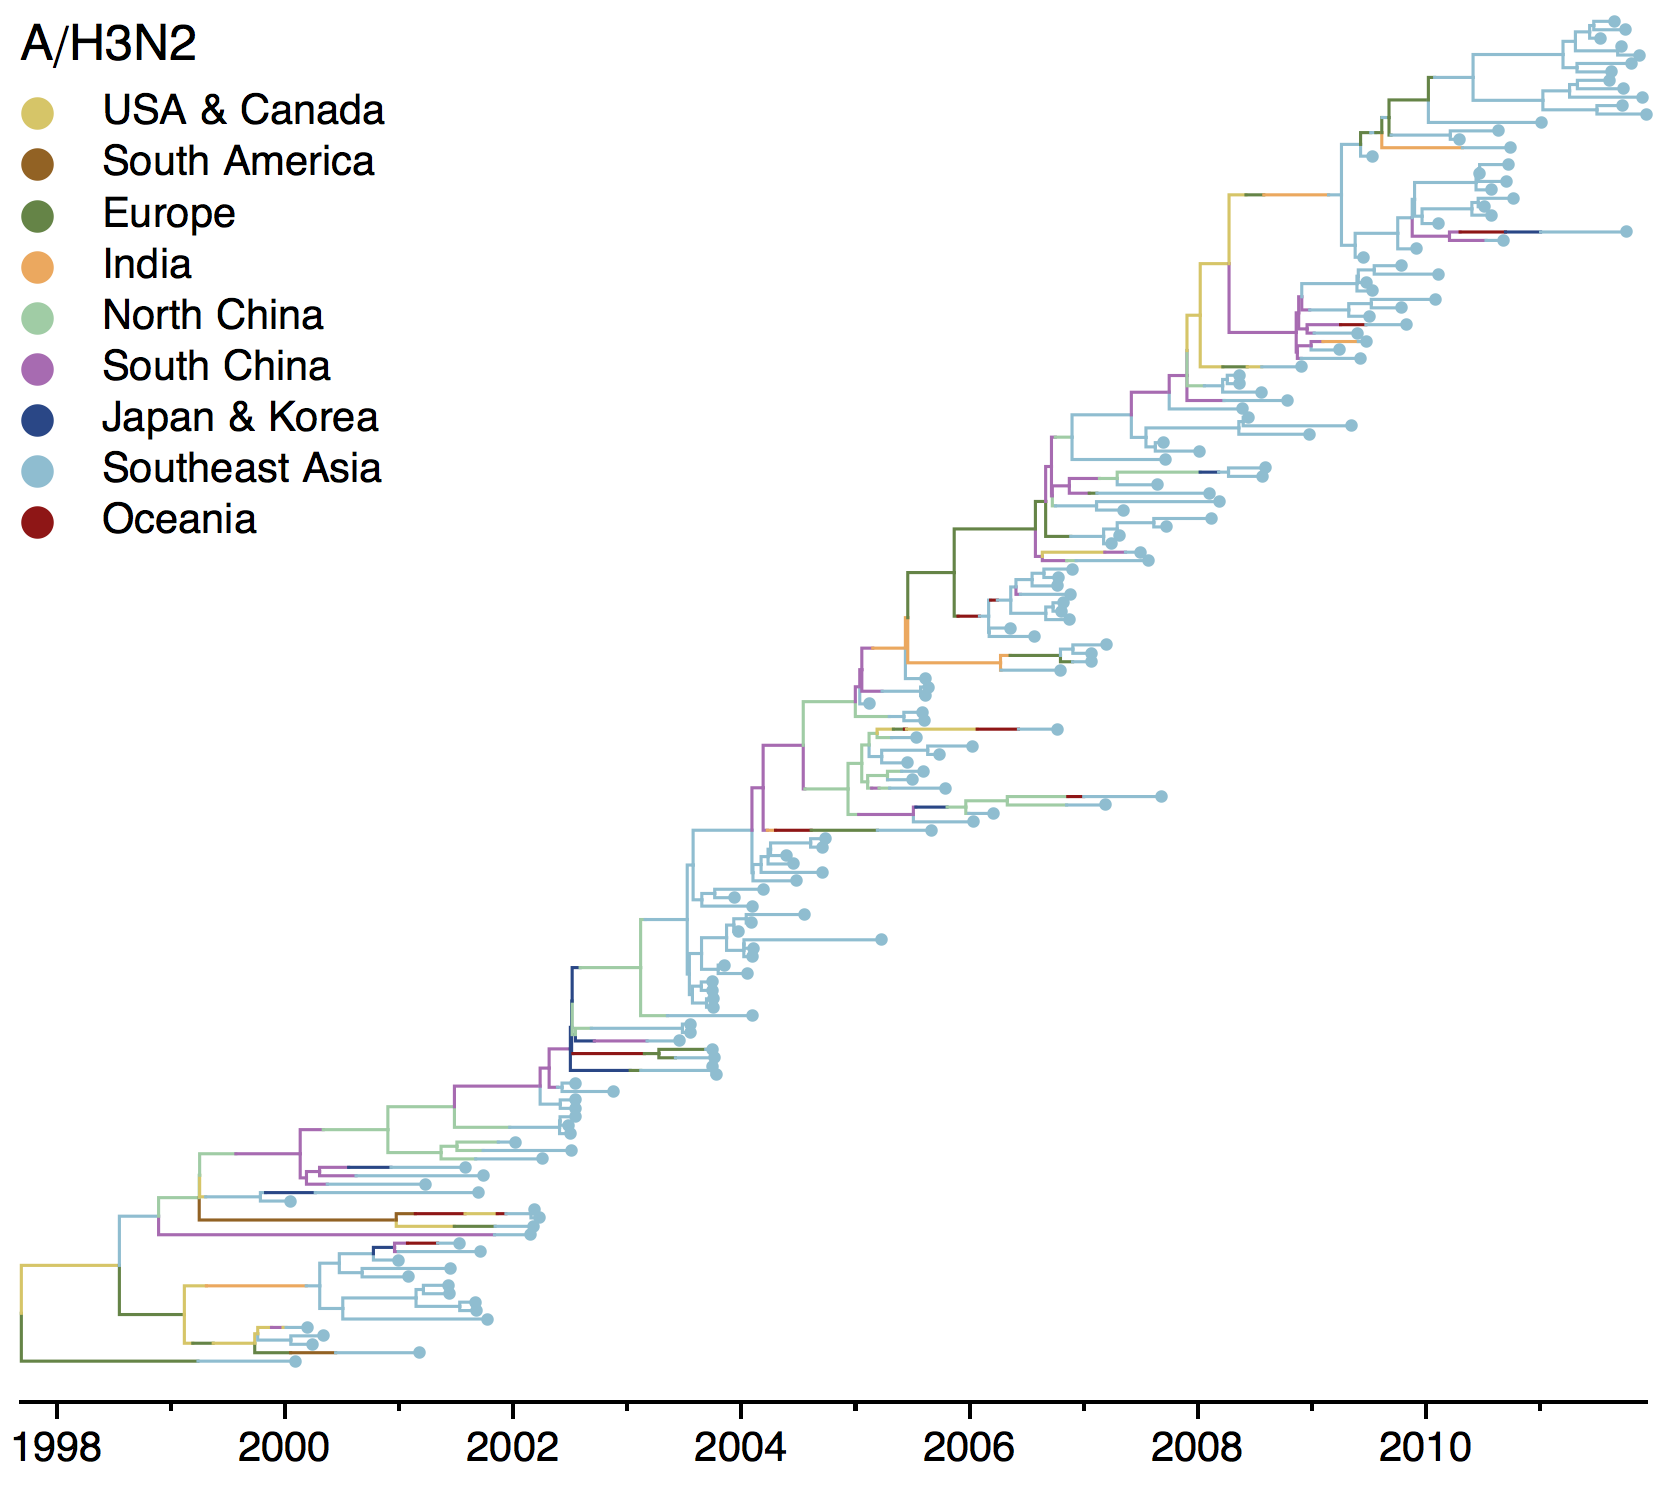 A/H3N2
USA & Canada
South America
Europe
India
North China
South China
Japan & Korea
Southeast Asia
Oceania
1998 2000 2002 2004 2006 2008 2010